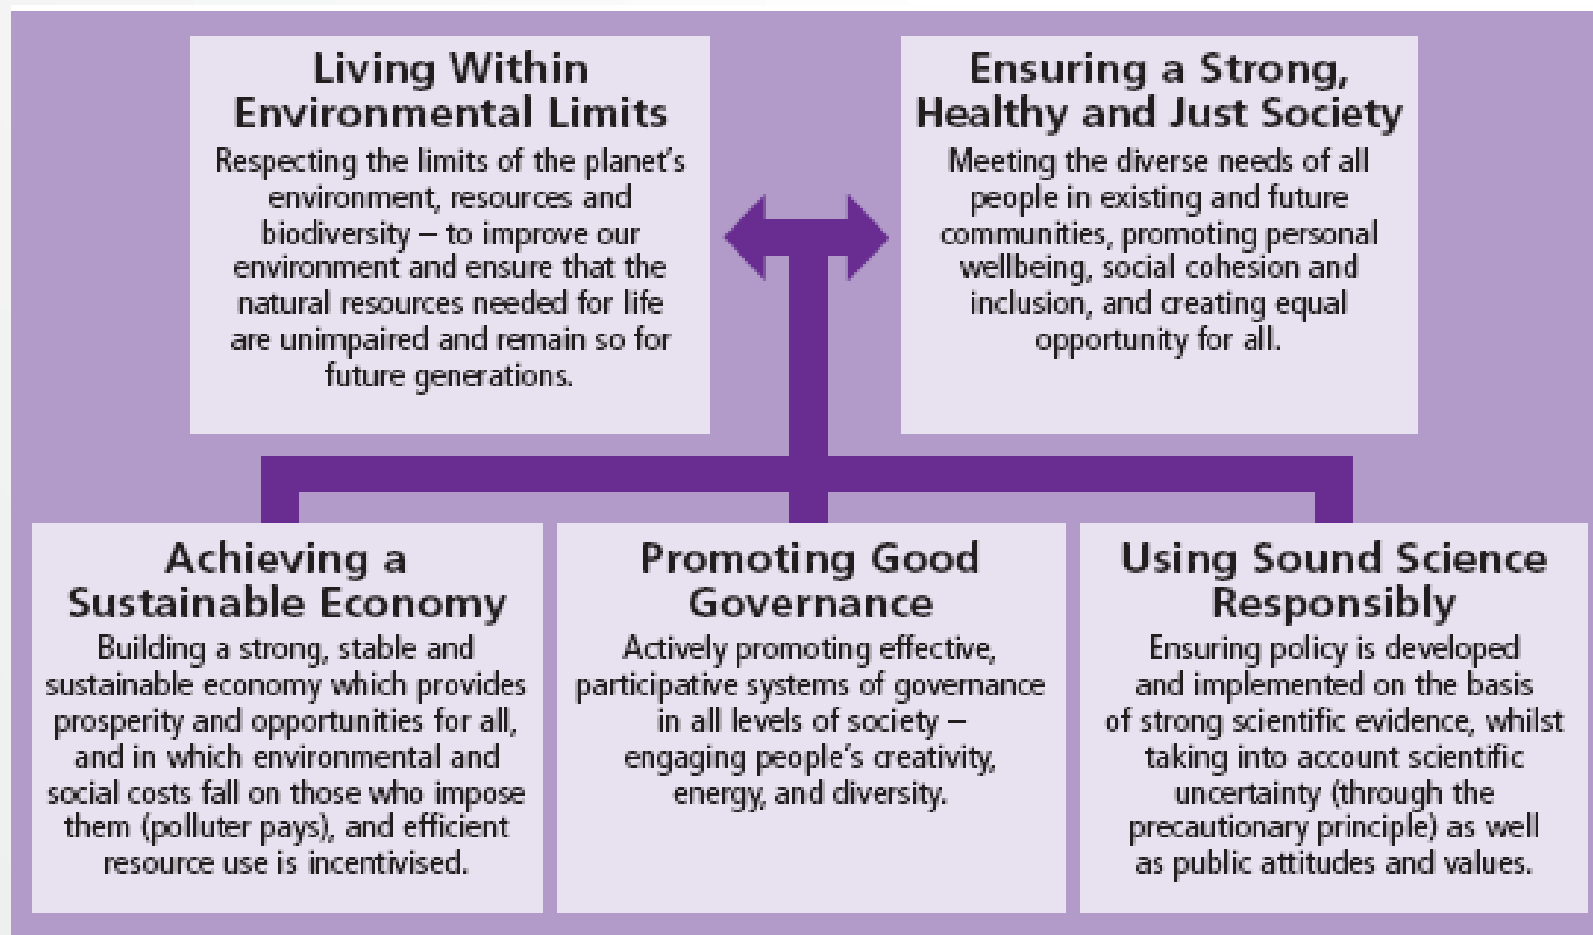 Living Within
Environmental Limits
Respecting the limits of the planet's
environment, resources and
biodiversity – to improve our
environment and ensure that the
natural resources needed for life
are unimpaired and remain so for
future generations.
Ensuring a Strong,
Healthy and Just Society
Meeting the diverse needs of all
people in existing and future
communities, promoting personal
wellbeing, social cohesion and
inclusion, and creating equal
opportunity for all.
Achieving a
Sustainable Economy
Building a strong, stable and
sustainable economy which provides
prosperity and opportunities for all,
and in which environmental and
social costs fall on those who impose
them (polluter pays), and efficient
resource use is incentivised.
Promoting Good
Governance
Actively promoting effective,
participative systems of governance
in all levels of society –
engaging people's creativity,
energy, and diversity.
Using Sound Science
Responsibly
Ensuring policy is developed
and implemented on the basis
of strong scientific evidence, whilst
taking into account scientific
uncertainty (through the
precautionary principle) as well
as public attitudes and values.